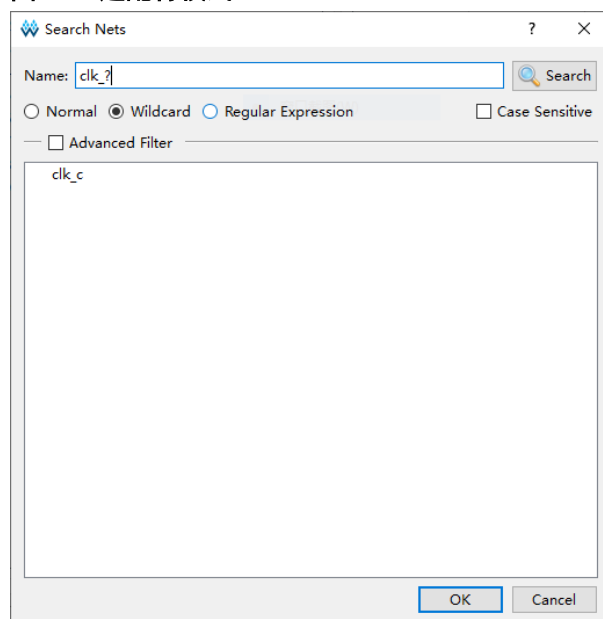 Search Nets ? ×
Name: clk_? Search
Normal Wildcard Regular Expression Case Sensitive
Advanced Filter
clk_c
OK Cancel